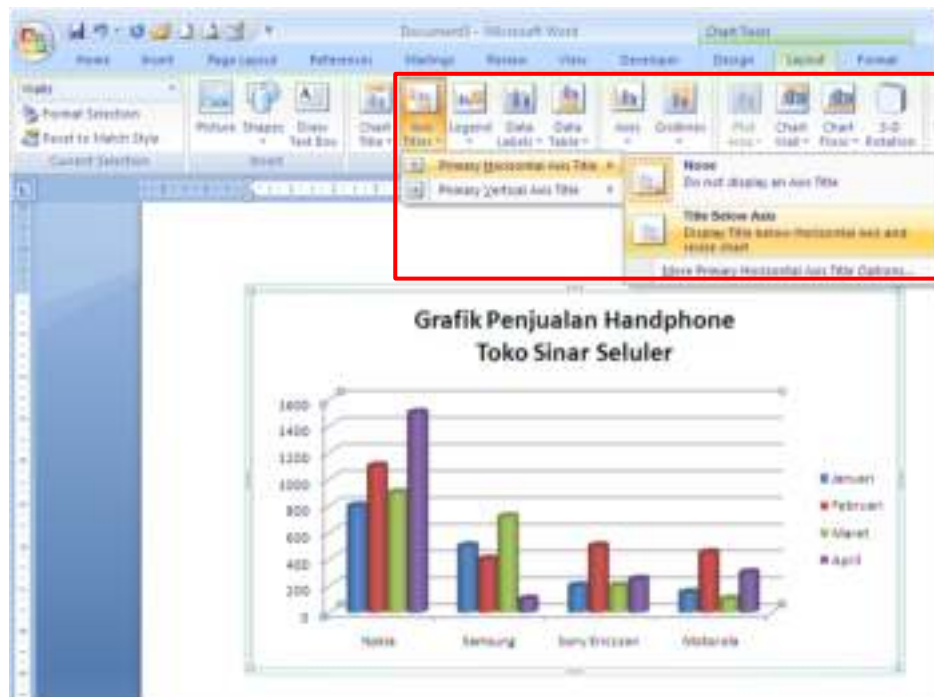 Document3 - Microsoft Word
Chart Tools
Home Insert Page Layout References Mailings Review View Developer Design Layout Format
Walls
Format Selection
Reset to Match Style
Current Selection
Picture Shapes Text Box
Insert
Chart Title
Axis Titles
Legend
Data Labels
Data Table
Axes Gridlines
Plot
Chart Wall
Chart Floor
3-D Rotation
Primary Horizontal Axis Title
Primary Vertical Axis Title
None
Do not display an Axis Title
Title Below Axis
Display Title below Horizontal Axis and resize chart
More Primary Horizontal Axis Title Options...
Grafik Penjualan Handphone
Toko Sinar Seluler
1600
1400
1200
1000
800
600
400
200
0
Nokia Samsung Sony Ericsson Motorola
Januari
Februari
Maret
April